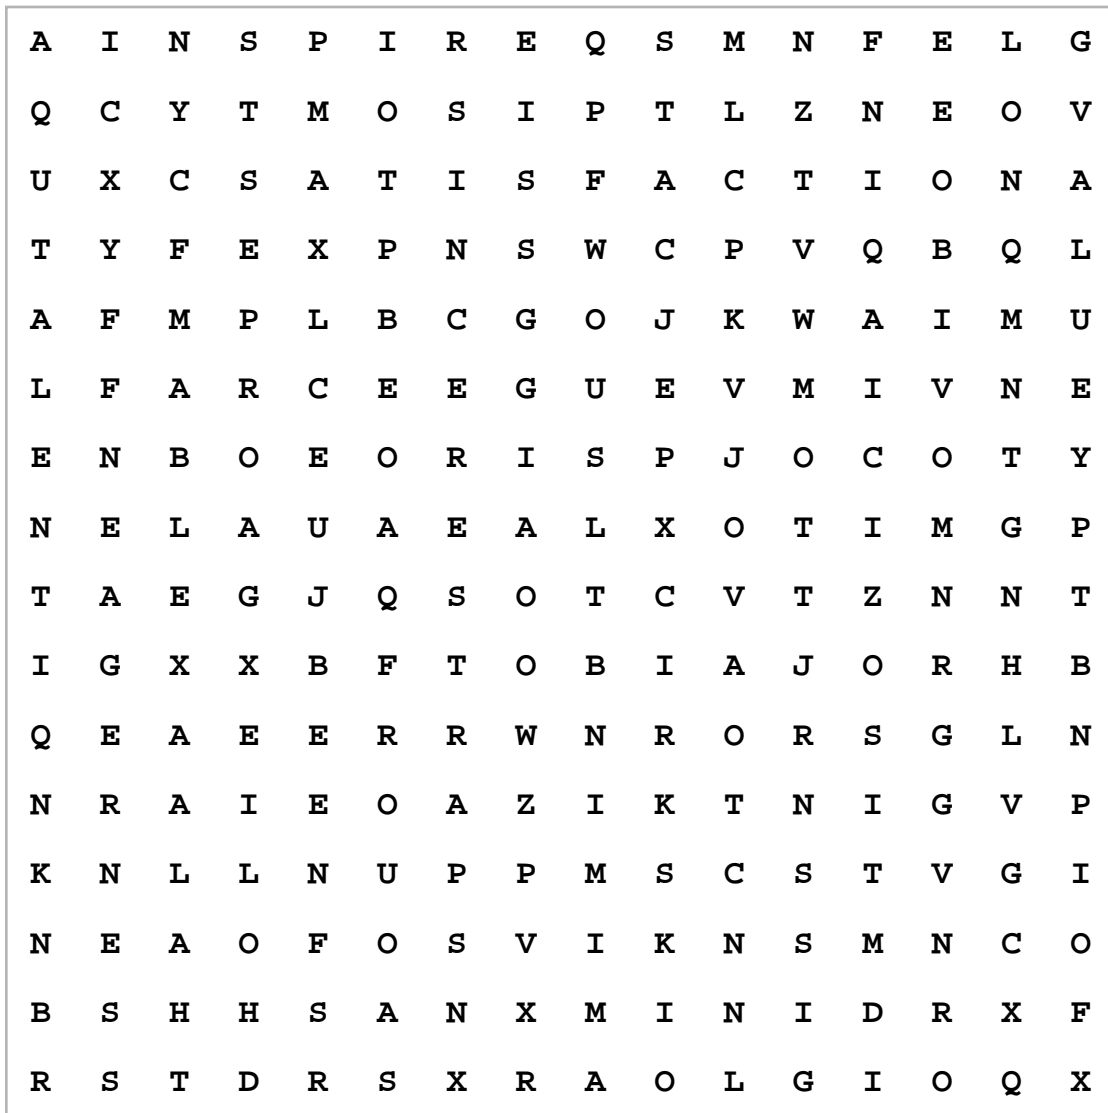 A I N S P I R E Q S M N F E L G
Q C Y T M O S I P T L Z N E O V
U X C S A T I S F A C T I O N A
T Y F E X P N S W C P V Q B Q L
A F M P L B C G O J K W A I M U
L F A R C E E G U E V M I V N E
E N B O E O R I S P J O C O T Y
N E L A U A E A L X O T I M G P
T A E G J Q S O T C V T Z N N T
I G X X B F T O B I A J O R H B
Q E A E E R R W N R O R S G L N
N R A I E O A Z I K T N I G V P
K N L L N U P P M S C S T V G I
N E A O F O S V I K N S M N C O
B S H H S A N X M I N I D R X F
R S T D R S X R A O L G I O Q X